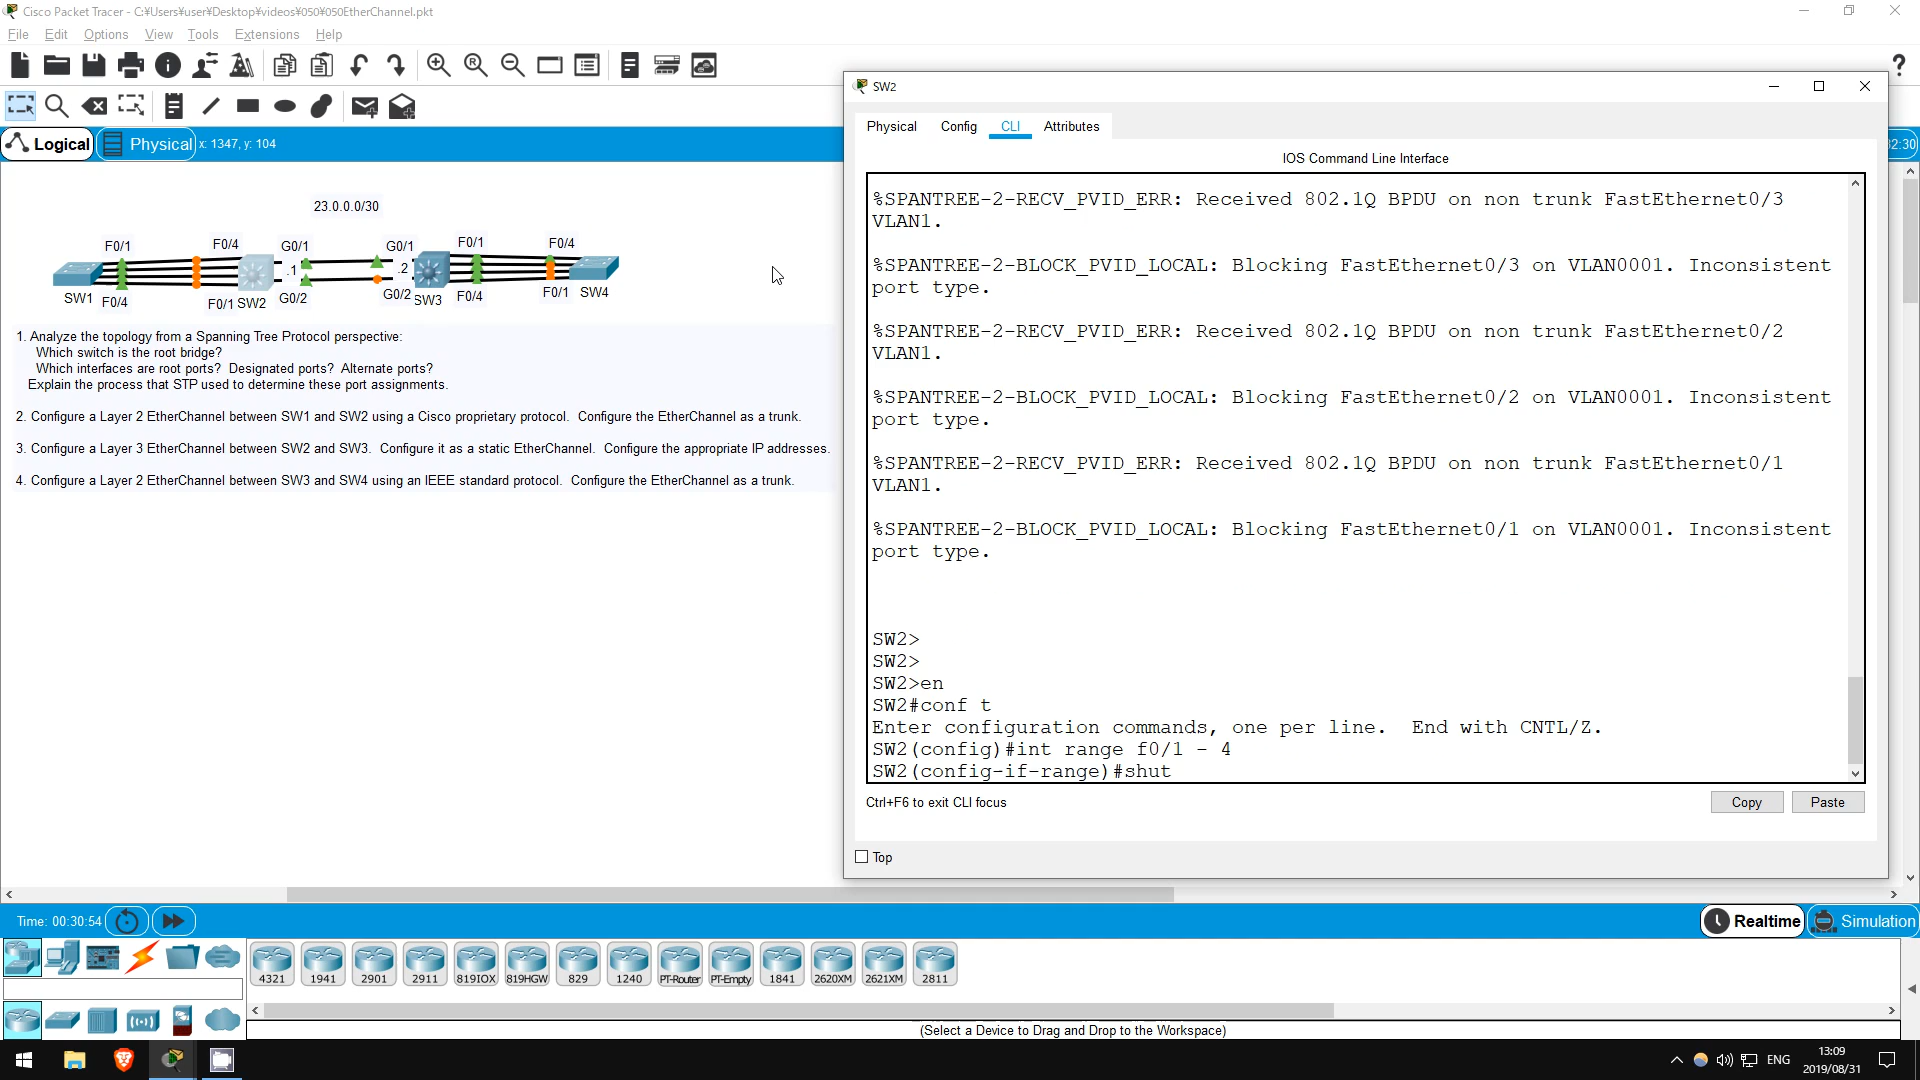 Cisco Packet Tracer - C:¥Users¥user¥Desktop¥videos¥050¥050EtherChannel.pkt
File Edit Options View Tools Extensions Help
Logical Physical x: 1347, y: 104
2:30
23.0.0.0/30
F0/1 F0/4 G0/1 G0/1 F0/1 F0/4
.1 .2
SW1 F0/4 F0/1 SW2 G0/2 G0/2 SW3 F0/4 F0/1 SW4
1. Analyze the topology from a Spanning Tree Protocol perspective:
Which switch is the root bridge?
Which interfaces are root ports? Designated ports? Alternate ports?
Explain the process that STP used to determine these port assignments.
2. Configure a Layer 2 EtherChannel between SW1 and SW2 using a Cisco proprietary protocol. Configure the EtherChannel as a trunk.
3. Configure a Layer 3 EtherChannel between SW2 and SW3. Configure it as a static EtherChannel. Configure the appropriate IP addresses.
4. Configure a Layer 2 EtherChannel between SW3 and SW4 using an IEEE standard protocol. Configure the EtherChannel as a trunk.
SW2
Physical Config CLI Attributes
IOS Command Line Interface
%SPANTREE-2-RECV_PVID_ERR: Received 802.1Q BPDU on non trunk FastEthernet0/3
VLAN1.
%SPANTREE-2-BLOCK_PVID_LOCAL: Blocking FastEthernet0/3 on VLAN0001. Inconsistent
port type.
%SPANTREE-2-RECV_PVID_ERR: Received 802.1Q BPDU on non trunk FastEthernet0/2
VLAN1.
%SPANTREE-2-BLOCK_PVID_LOCAL: Blocking FastEthernet0/2 on VLAN0001. Inconsistent
port type.
%SPANTREE-2-RECV_PVID_ERR: Received 802.1Q BPDU on non trunk FastEthernet0/1
VLAN1.
%SPANTREE-2-BLOCK_PVID_LOCAL: Blocking FastEthernet0/1 on VLAN0001. Inconsistent
port type.
SW2>
SW2>
SW2>en
SW2#conf t
Enter configuration commands, one per line. End with CNTL/Z.
SW2(config)#int range f0/1 - 4
SW2(config-if-range)#shut
Ctrl+F6 to exit CLI focus
Copy Paste
Top
Time: 00:30:54
Realtime Simulation
4321 1941 2901 2911 819IOX 819HGW 829 1240 PT-Router PT-Empty 1841 2620XM 2621XM 2811
(Select a Device to Drag and Drop to the Workspace)
ENG
13:09
2019/08/31